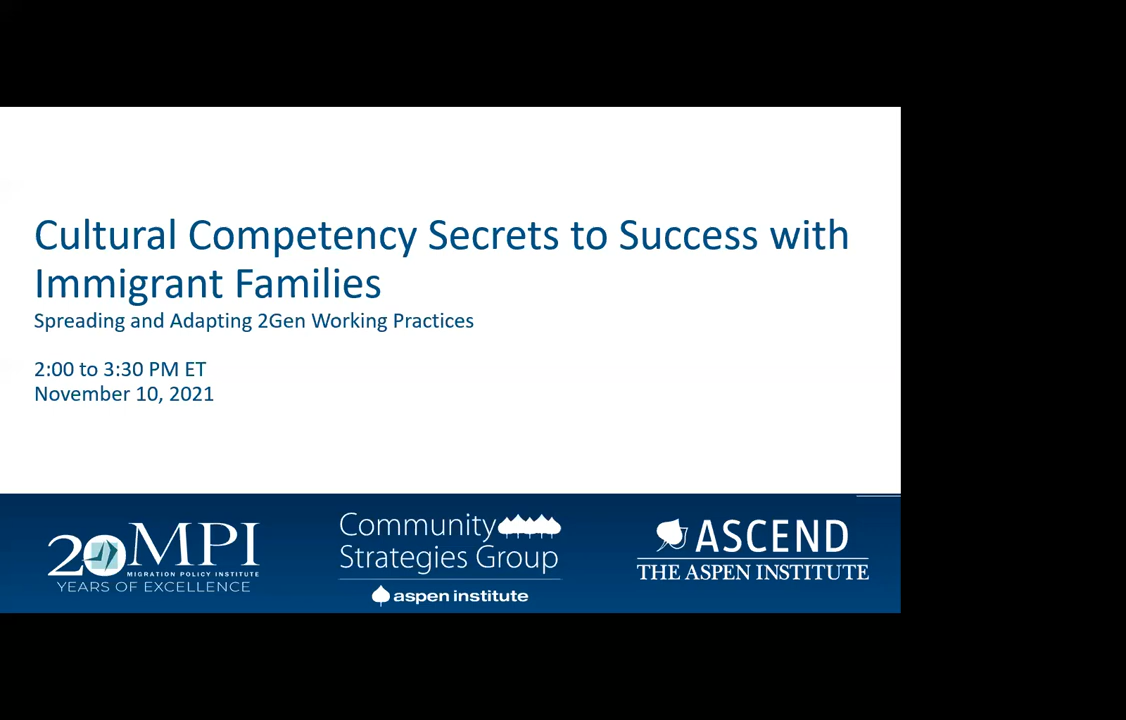 Cultural Competency Secrets to Success with
Immigrant Families
Spreading and Adapting 2Gen Working Practices
2:00 to 3:30 PM ET
November 10, 2021
20 MPI
MIGRATION POLICY INSTITUTE
YEARS OF EXCELLENCE
Community
Strategies Group
aspen institute
ASCEND
THE ASPEN INSTITUTE